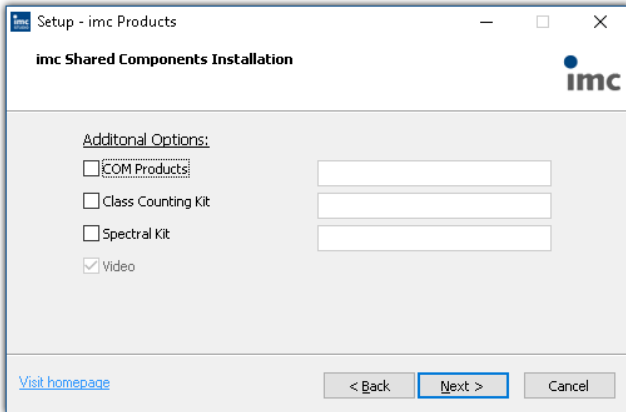 Setup - imc Products
imc Shared Components Installation
imc
Additonal Options:
COM Products
Class Counting Kit
Spectral Kit
Video
Visit homepage
< Back
Next >
Cancel